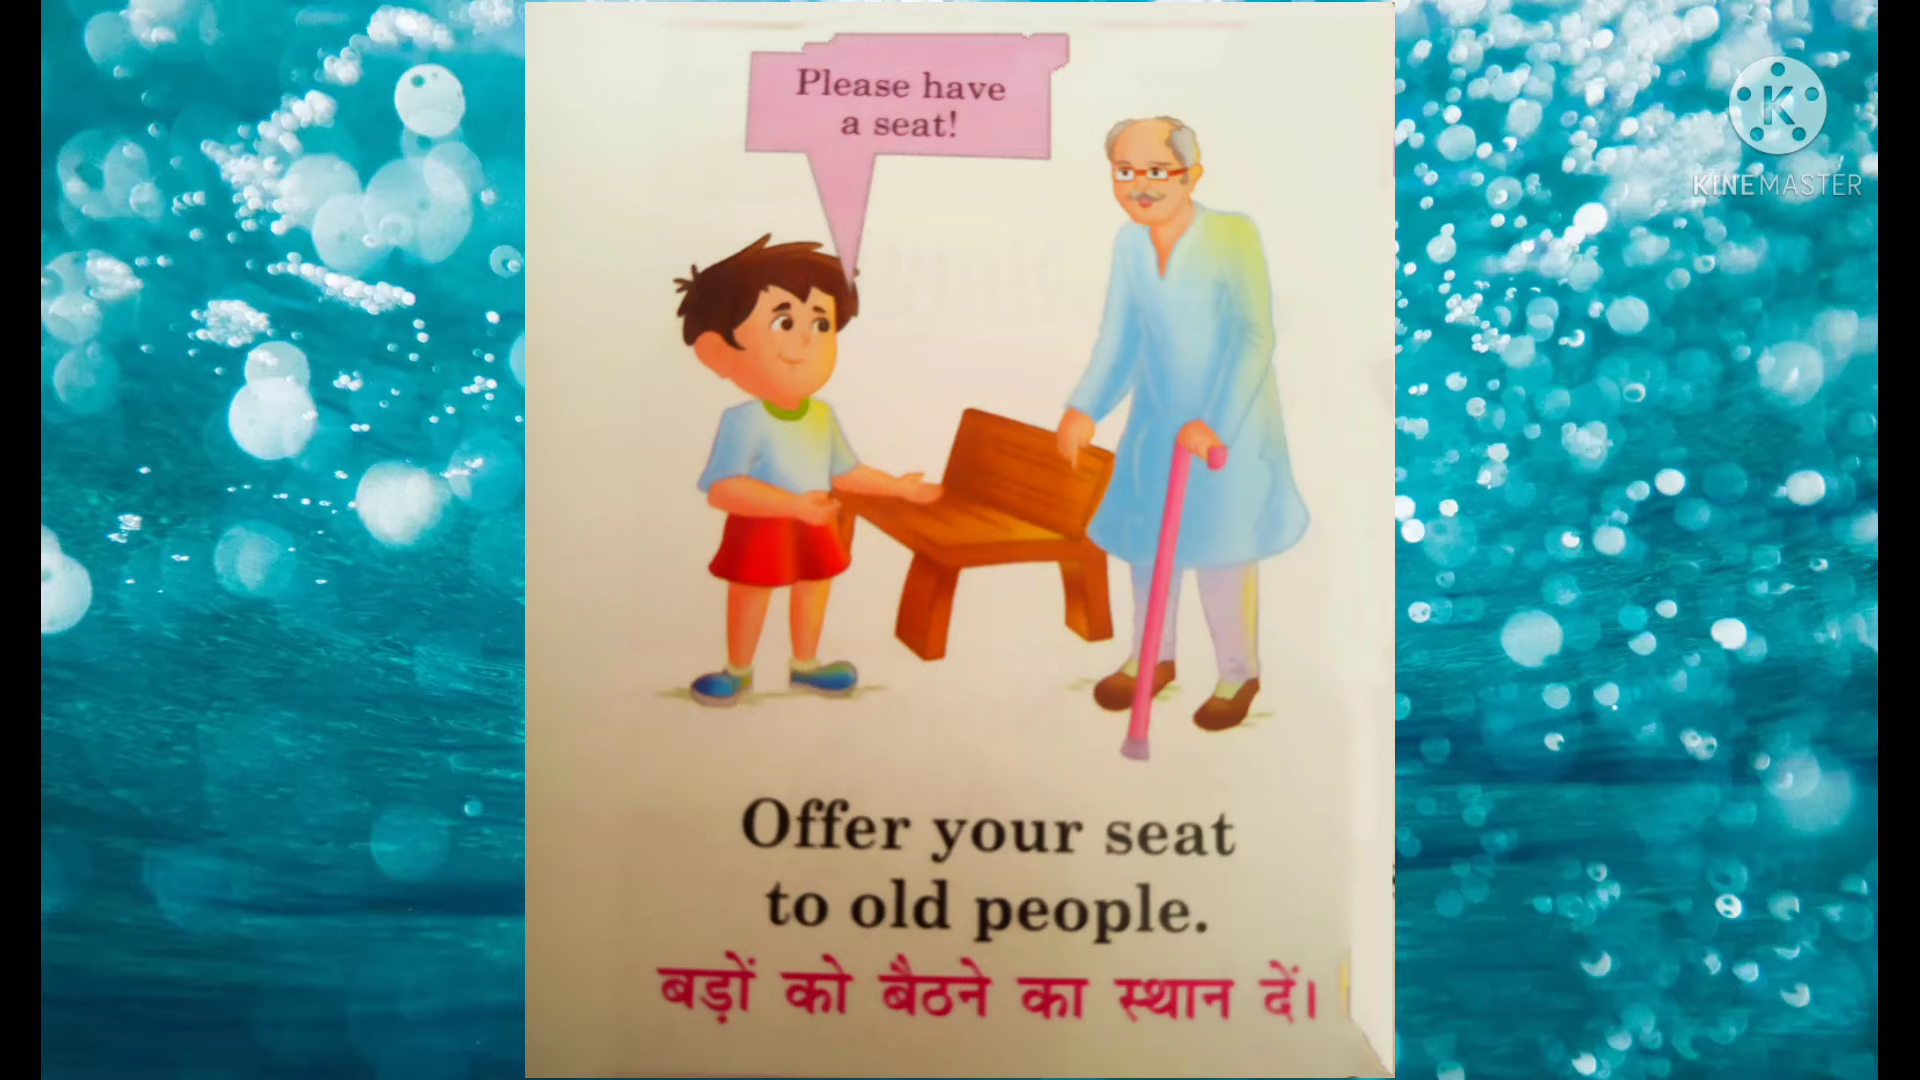 Please have
a seat!
KINEMASTER
Offer your seat
to old people.
बड़ों को बैठने का स्थान दें।